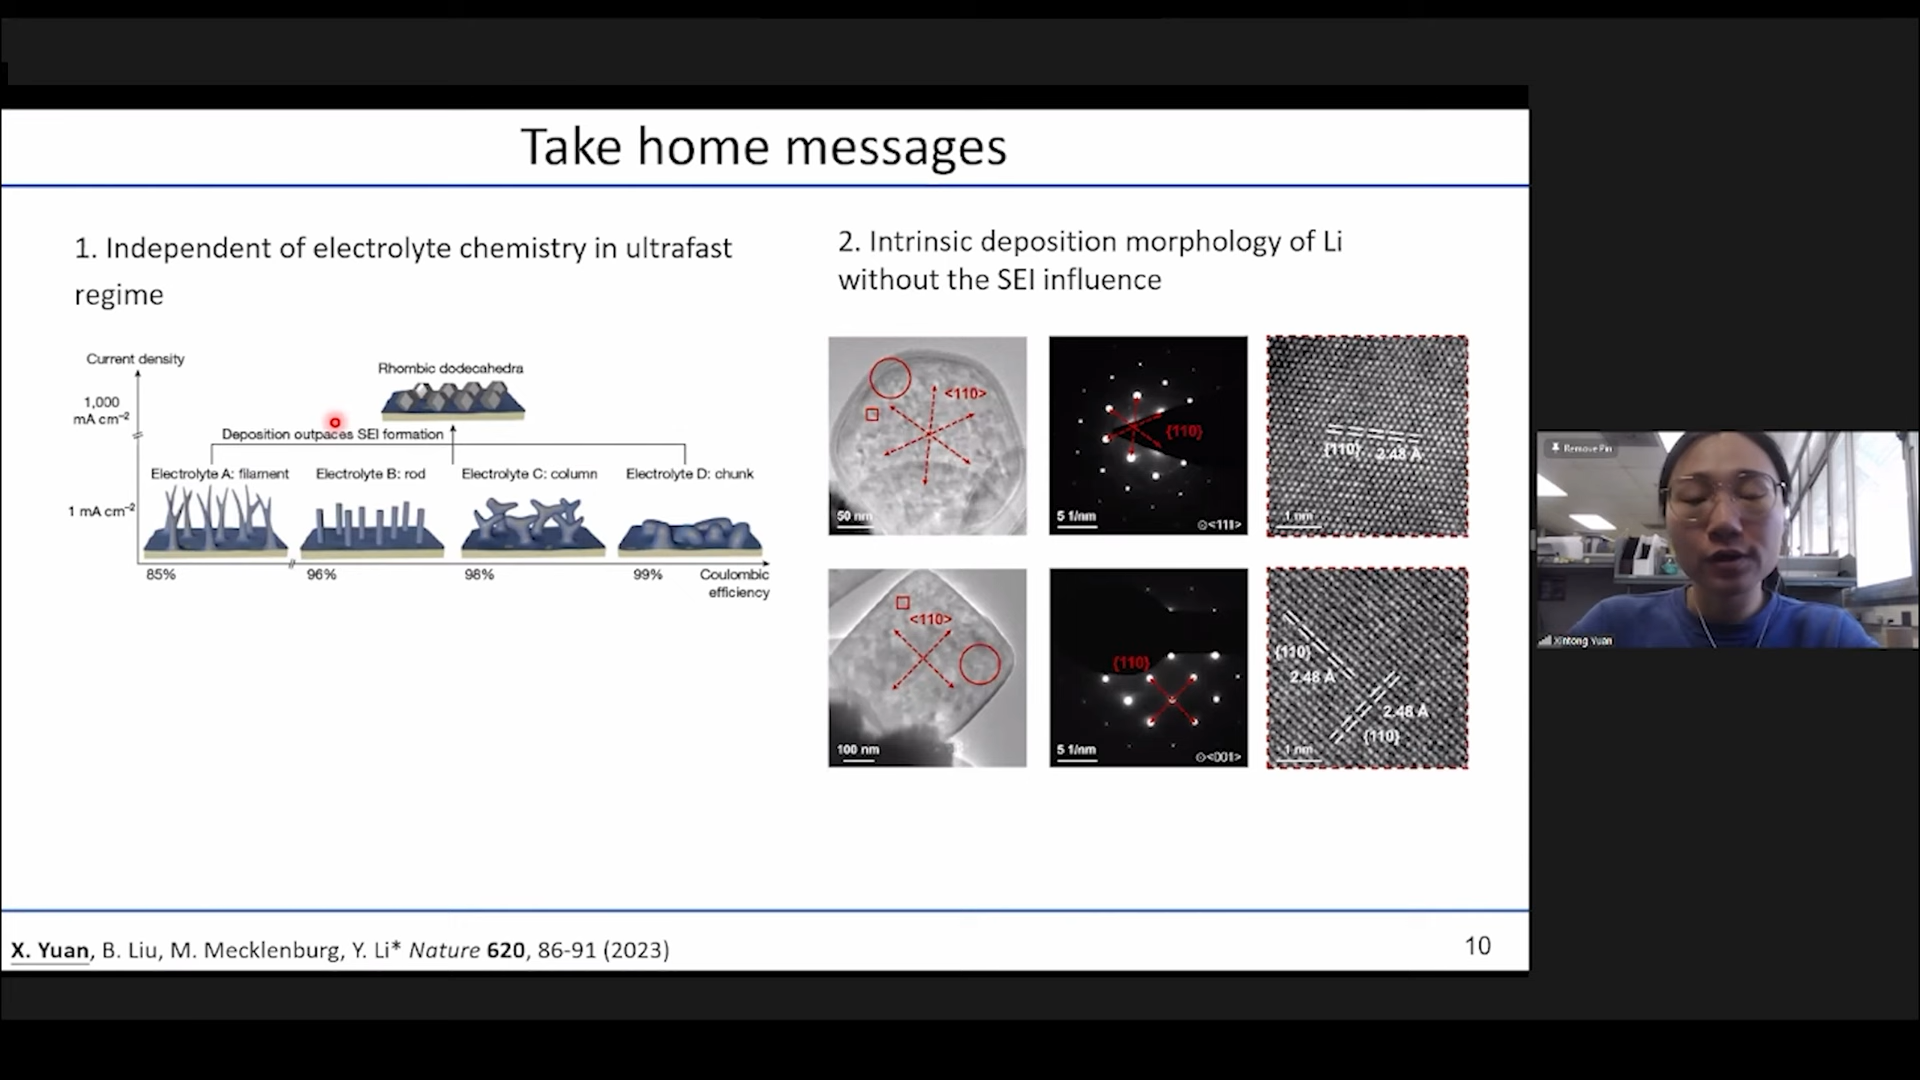 Take home messages
1. Independent of electrolyte chemistry in ultrafast
regime
Current density
1,000
mA cm⁻²
Rhombic dodecahedra
Deposition outpaces SEI formation
Electrolyte A: filament
Electrolyte B: rod
Electrolyte C: column
Electrolyte D: chunk
1 mA cm⁻²
85%
96%
98%
99%
Coulombic
efficiency
2. Intrinsic deposition morphology of Li
without the SEI influence
<110>
50 nm
{110}
5 1/nm
⊙<111>
{110}
2.48 Å
1 nm
<110>
100 nm
{110}
5 1/nm
⊙<001>
{110}
2.48 Å
2.48 Å
{110}
1 nm
Remove Pin
Xintong Yuan
X. Yuan, B. Liu, M. Mecklenburg, Y. Li* Nature 620, 86-91 (2023)
10